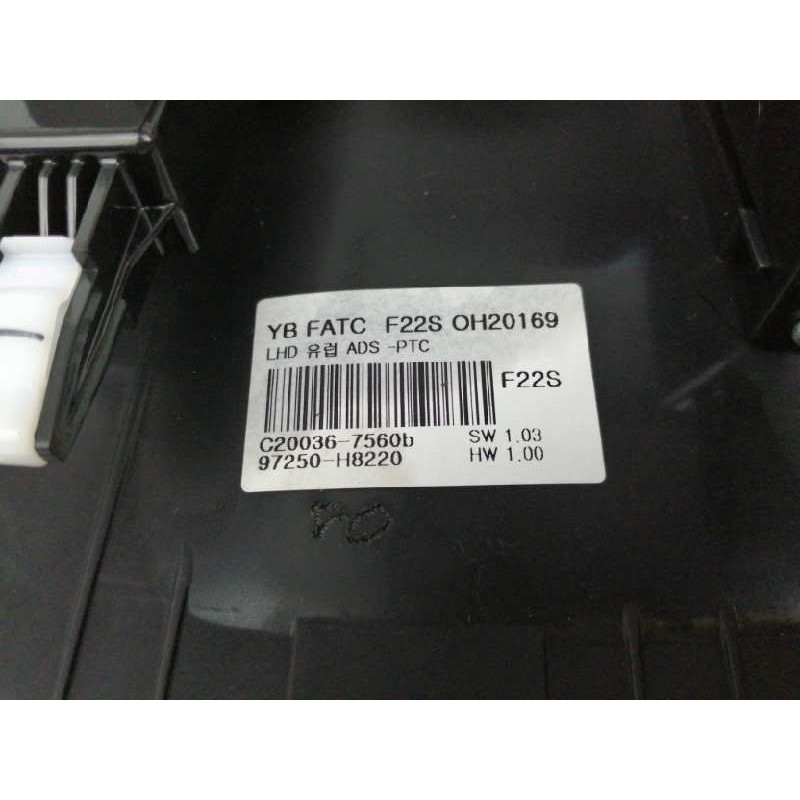 YB FATC F22S OH20169
LHD 유럽 ADS -PTC
F22S
C20036-7560b SW 1.03
97250-H8220 HW 1.00